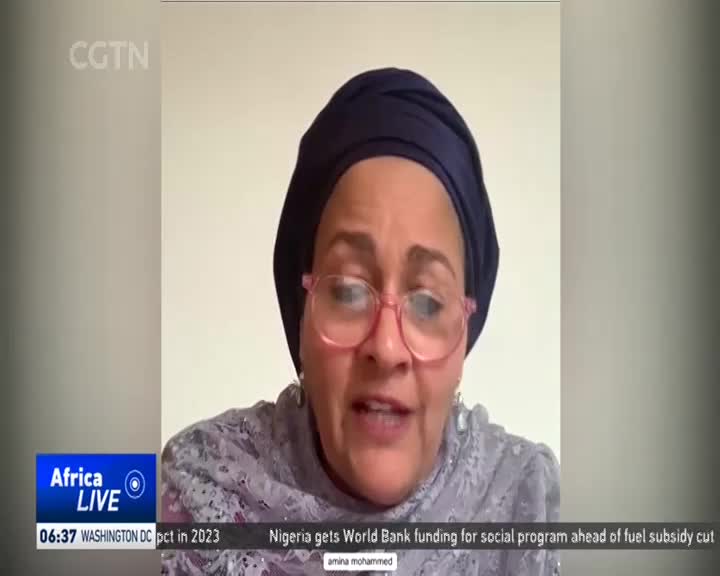 CGTN
Africa
LIVE
06:37 WASHINGTON DC
pct in 2023 Nigeria gets World Bank funding for social program ahead of fuel subsidy cut
amina mohammed